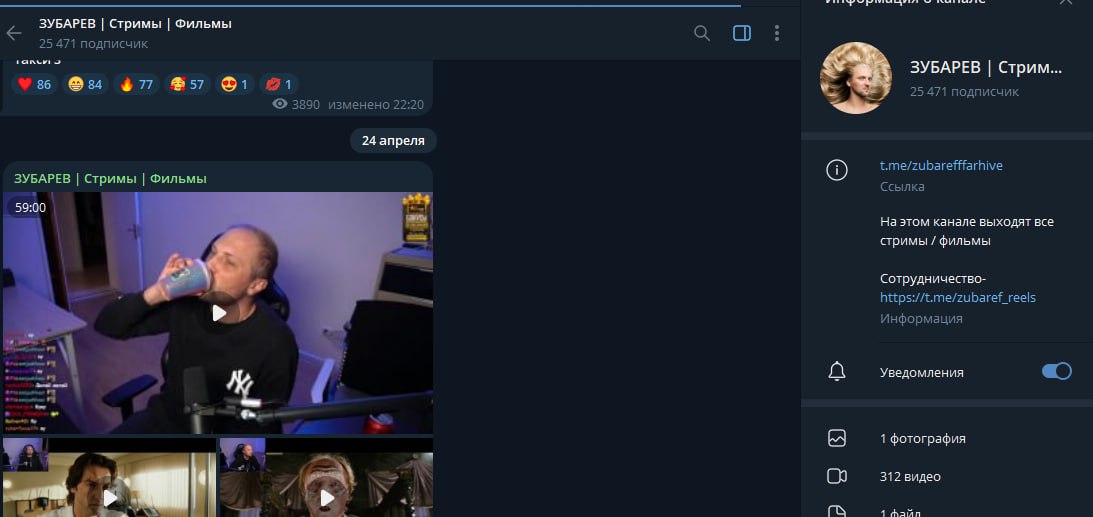 Информация о канале
ЗУБАРЕВ | Стримы | Фильмы
25 471 подписчик
Такси 3
86 84 77 57 1 1
3890 изменено 22:20
24 апреля
ЗУБАРЕВ | Стримы | Фильмы
59:00
ЗУБАРЕВ | Стрим...
25 471 подписчик
t.me/zubarefffarhive
Ссылка
На этом канале выходят все
стримы / фильмы
Сотрудничество-
https://t.me/zubaref_reels
Информация
Уведомления
1 фотография
312 видео
1 файл